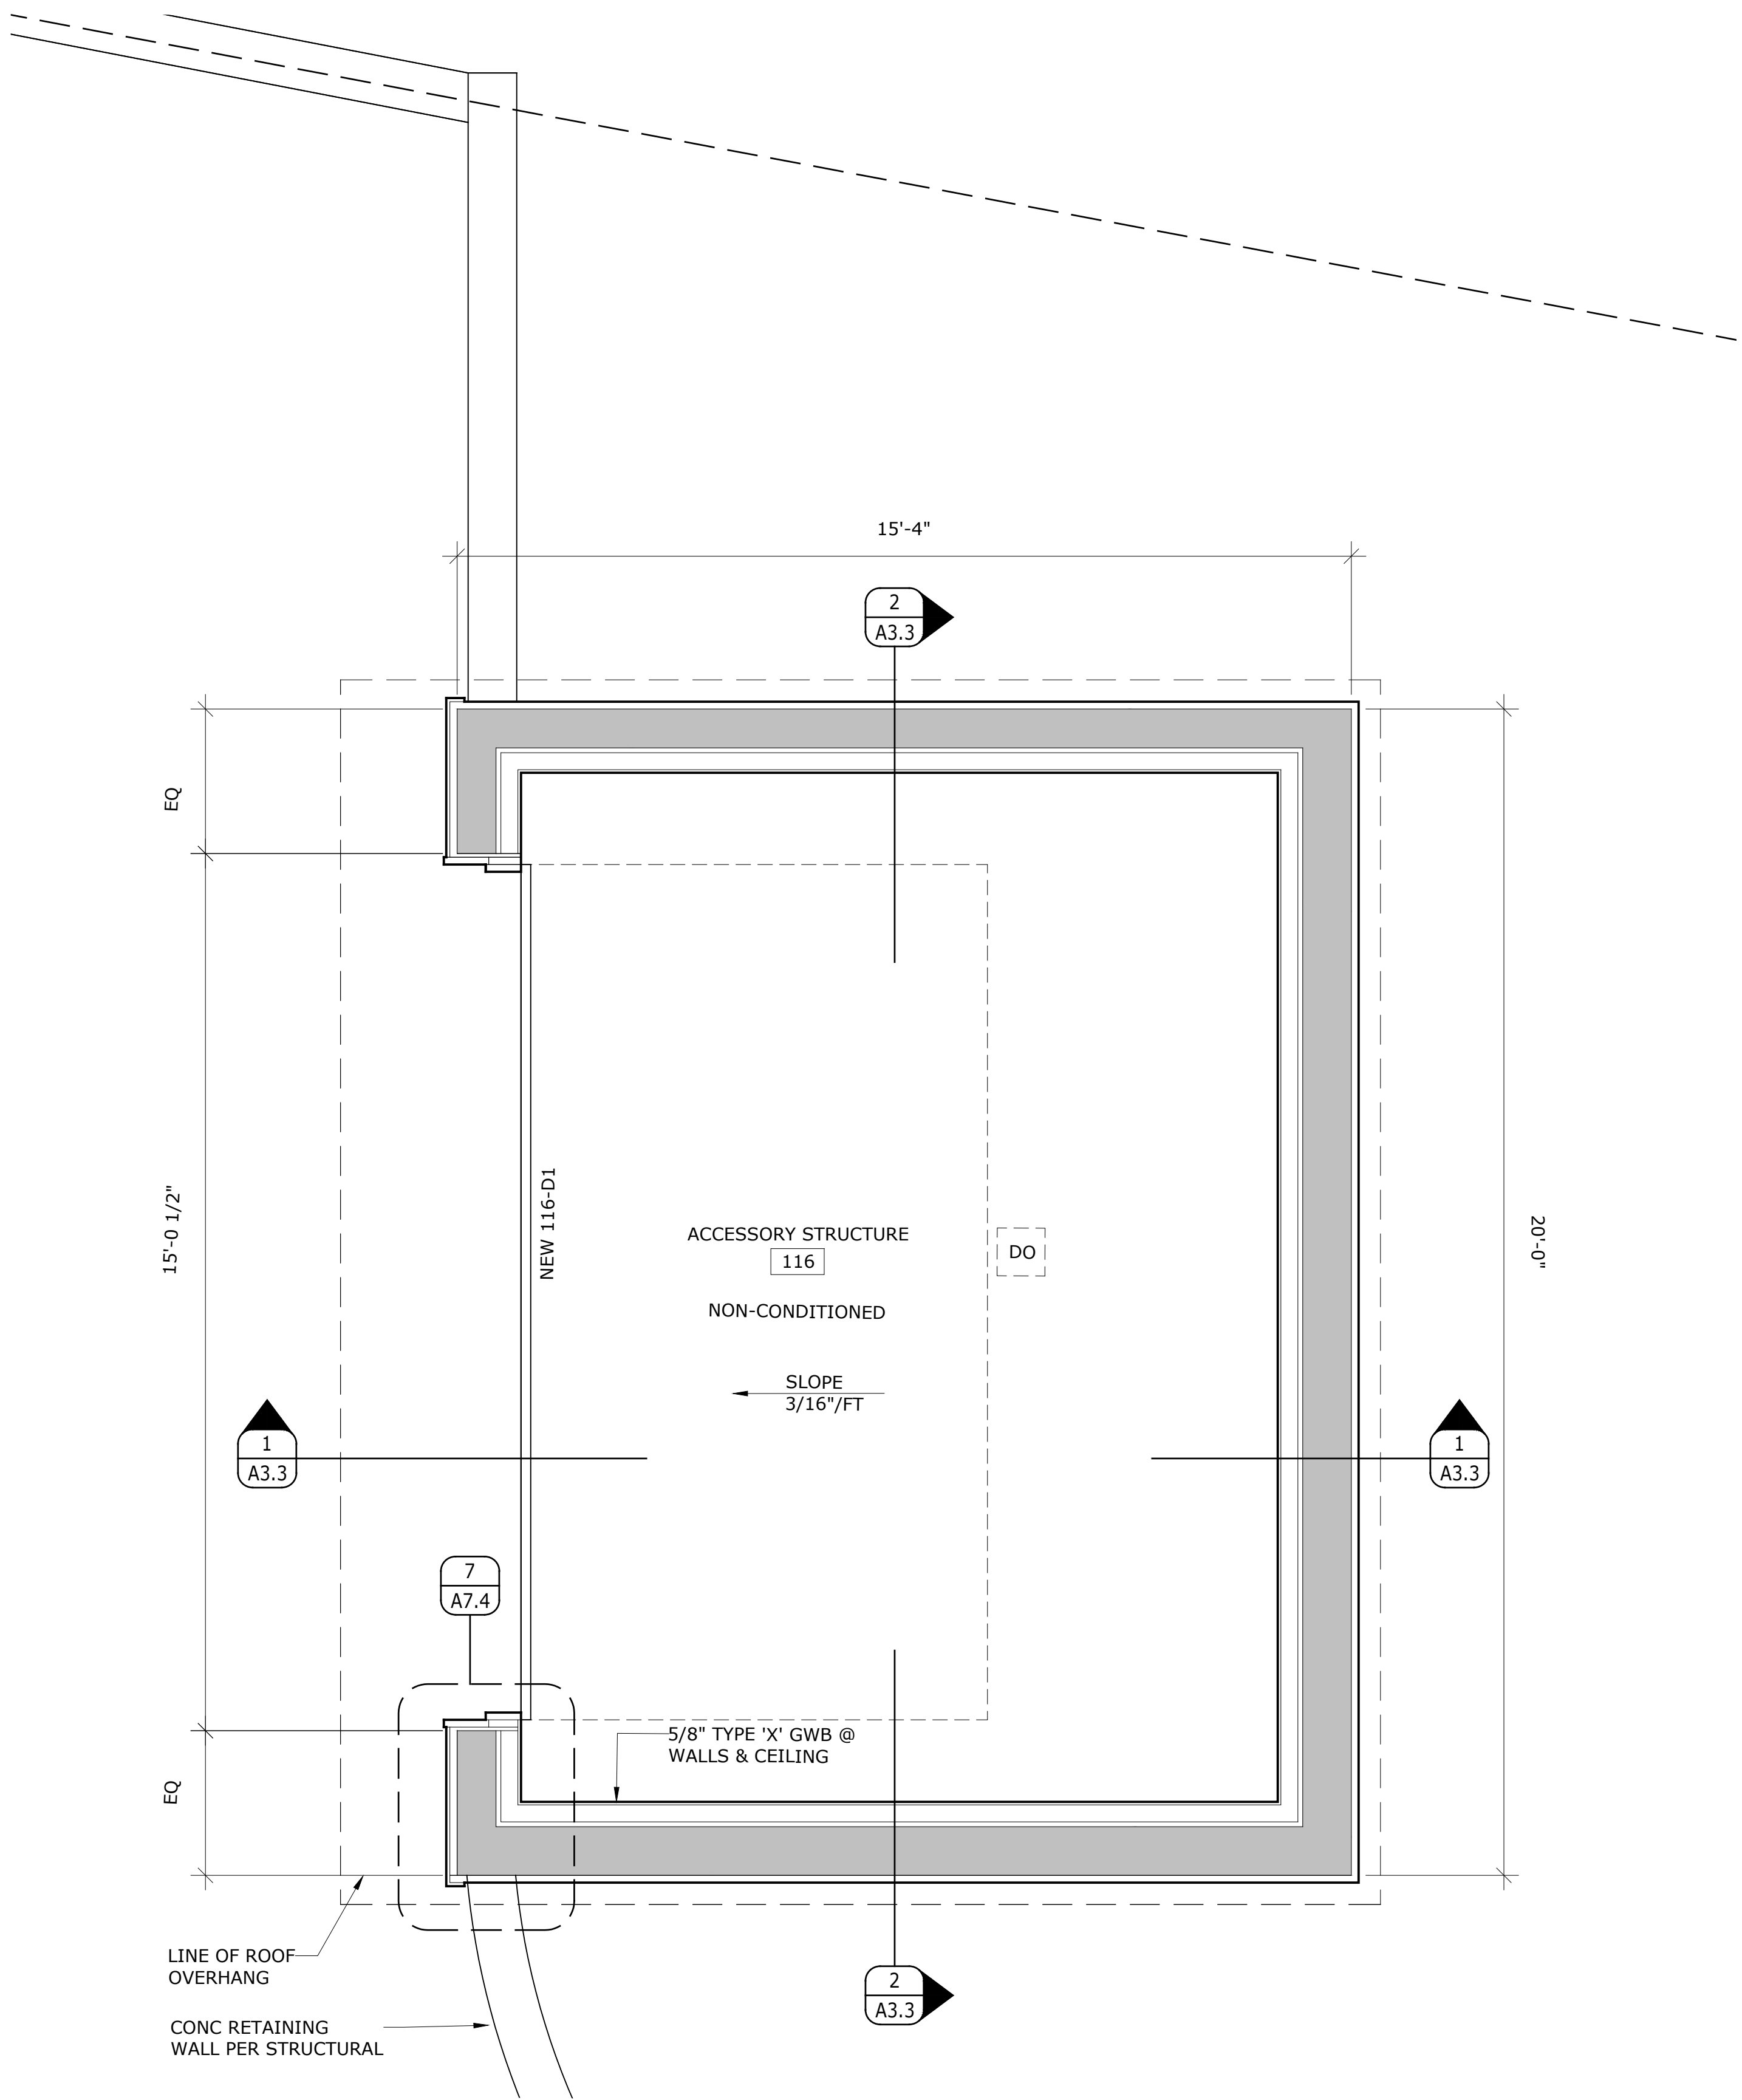 15'-4"
2
A3.3
EQ
15'-0 1/2"
20'-0"
NEW 116-D1
ACCESSORY STRUCTURE
116
DO
NON-CONDITIONED
SLOPE
3/16"/FT
1
A3.3
1
A3.3
7
A7.4
5/8" TYPE 'X' GWB @
WALLS & CEILING
EQ
LINE OF ROOF
OVERHANG
2
A3.3
CONC RETAINING
WALL PER STRUCTURAL